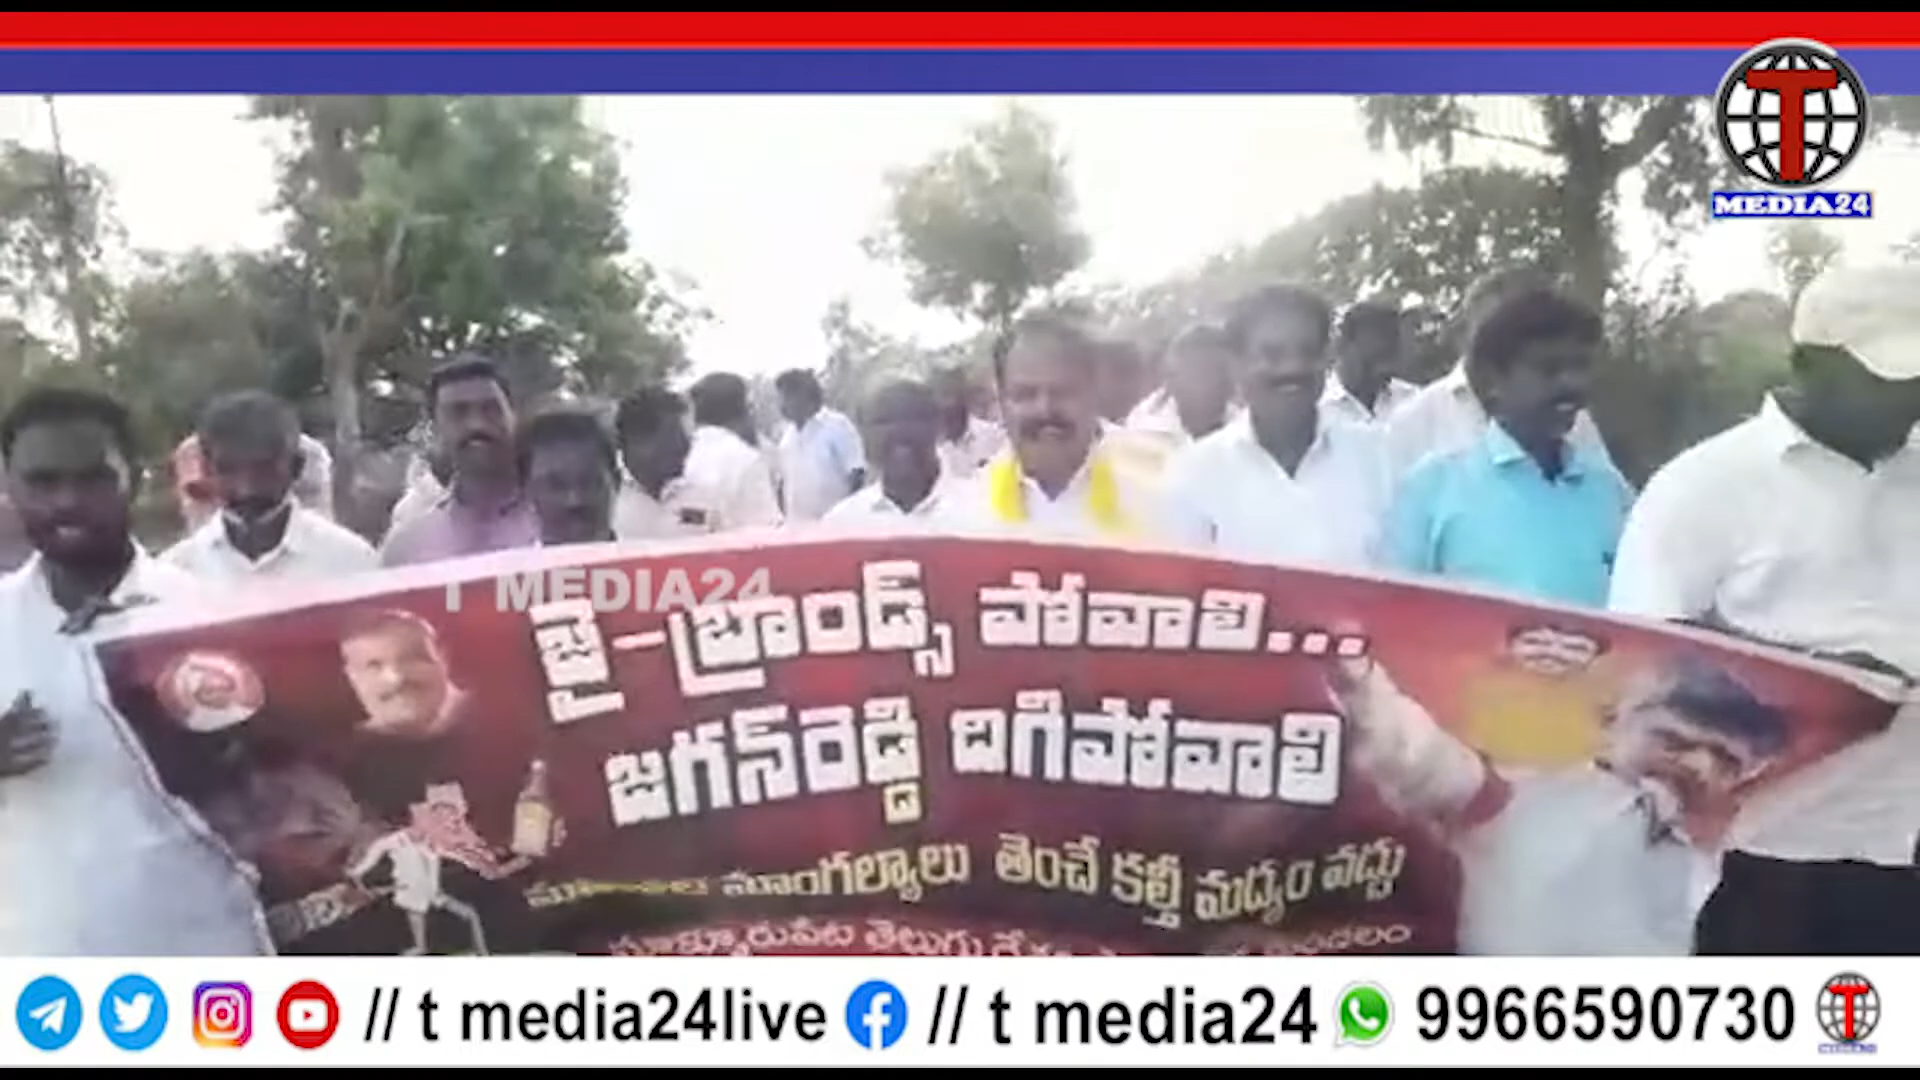 T
MEDIA24
T MEDIA24
జై-బ్రాండ్స్ పోవాలి...
జగన్‌రెడ్డి దిగిపోవాలి
మాంగల్యాలు తెంచే కల్తీ మద్యం వద్దు
తెలుగు
// t media24live // t media24 9966590730